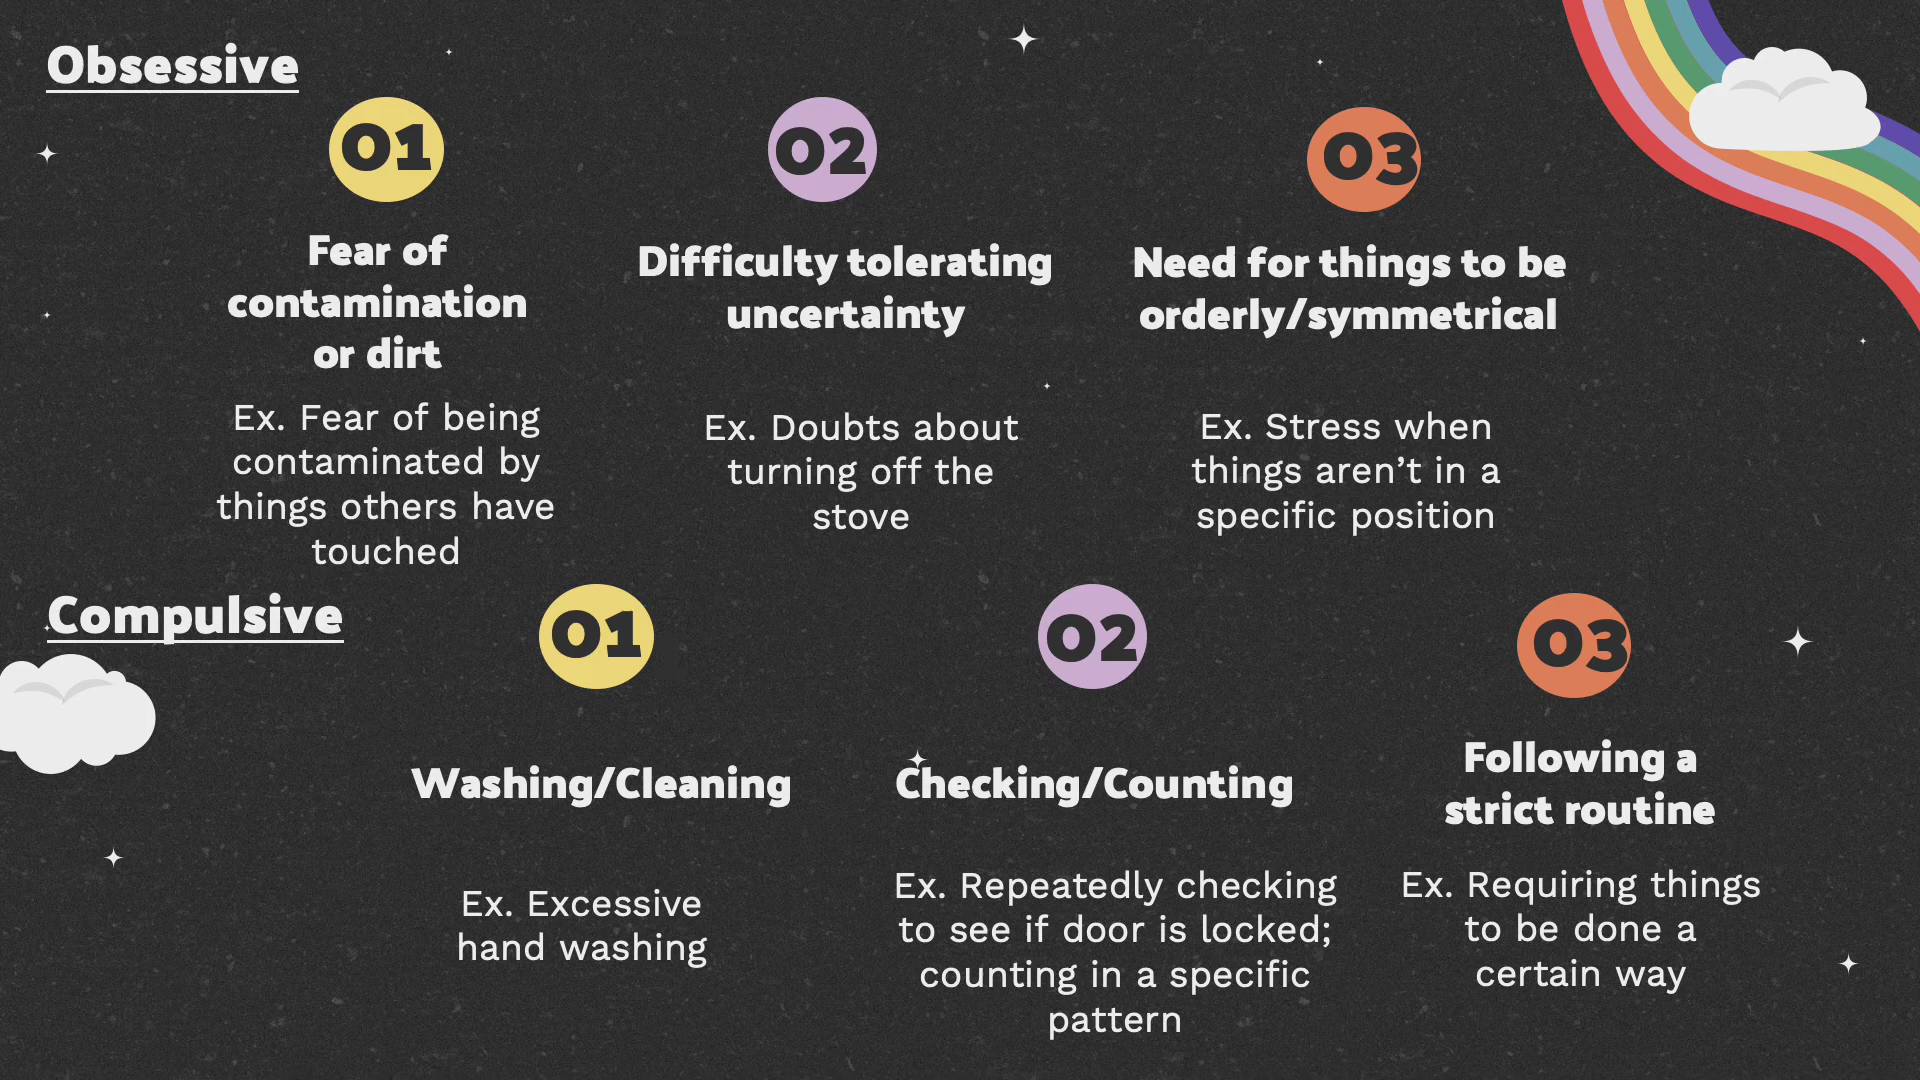 Obsessive
01
Fear of
contamination
or dirt
Ex. Fear of being
contaminated by
things others have
touched
02
Difficulty tolerating
uncertainty
Ex. Doubts about
turning off the
stove
03
Need for things to be
orderly/symmetrical
Ex. Stress when
things aren’t in a
specific position
Compulsive
01
Washing/Cleaning
Ex. Excessive
hand washing
02
Checking/Counting
Ex. Repeatedly checking
to see if door is locked;
counting in a specific
pattern
03
Following a
strict routine
Ex. Requiring things
to be done a
certain way